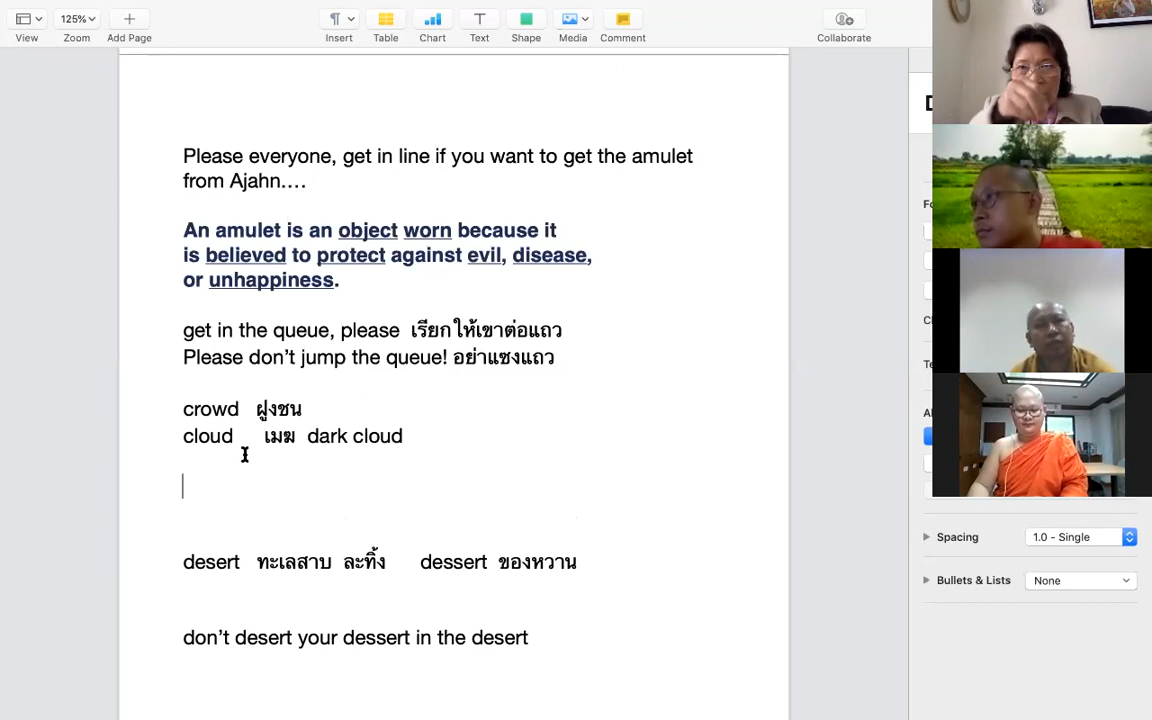 125%
View
Zoom
Add Page
Insert
Table
Chart
Text
Shape
Media
Comment
Collaborate
Please everyone, get in line if you want to get the amulet
from Ajahn....
An amulet is an object worn because it
is believed to protect against evil, disease,
or unhappiness.
get in the queue, please เรียกให้เขาต่อแถว
Please don't jump the queue! อย่าแซงแถว
crowd ฝูงชน
cloud เมฆ dark cloud
desert ทะเลสาบ ละทิ้ง dessert ของหวาน
don't desert your dessert in the desert
Spacing
1.0 - Single
Bullets & Lists
None